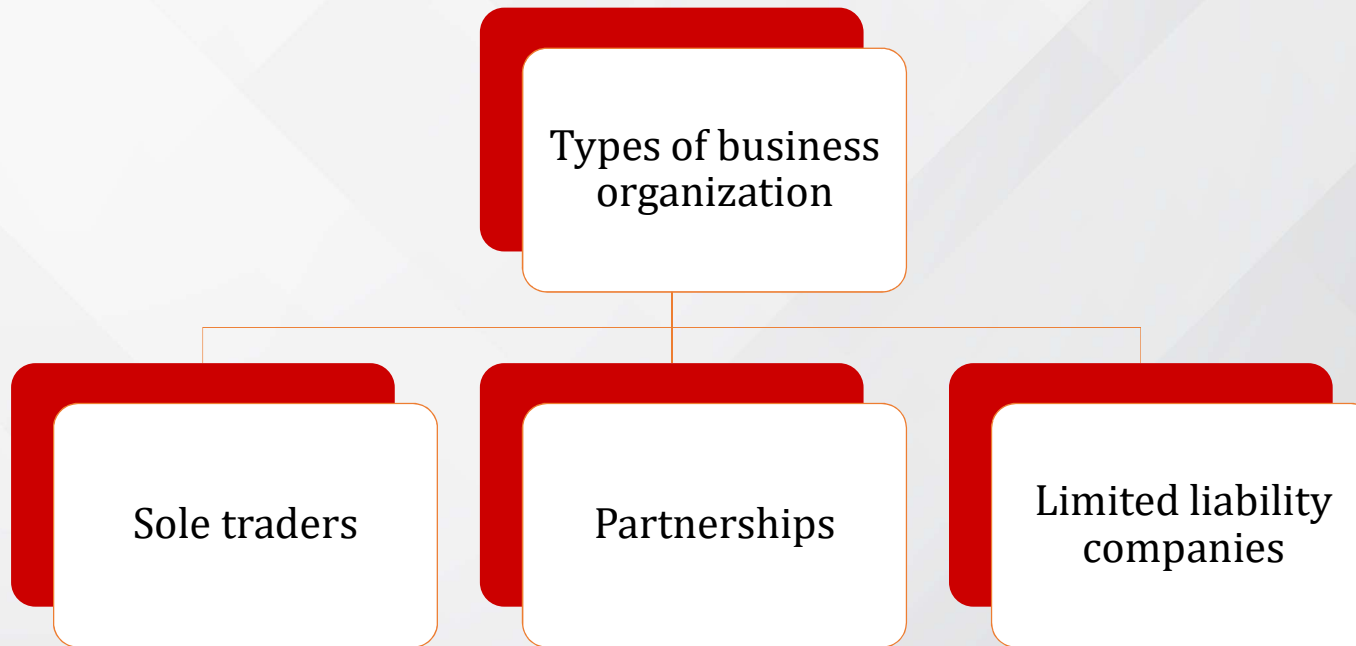 Types of business
organization
Sole traders
Partnerships
Limited liability
companies